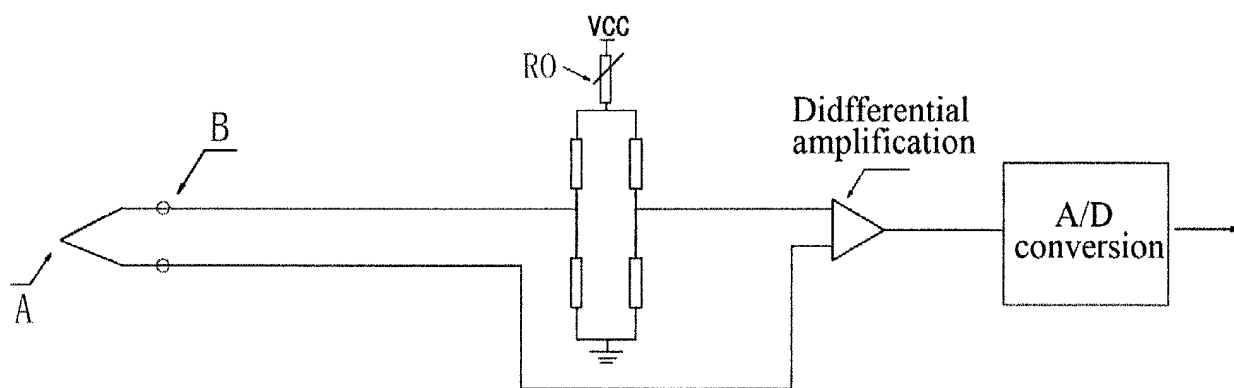 VCC
R0
B
Didfferential
amplification
A/D
conversion
A